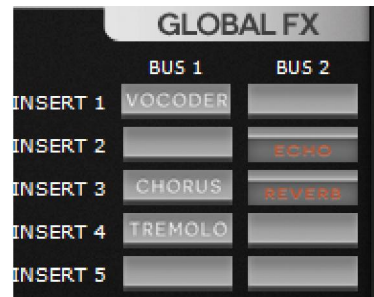 GLOBAL FX
BUS 1 BUS 2
INSERT 1 VOCODER
INSERT 2 ECHO
INSERT 3 CHORUS REVERB
INSERT 4 TREMOLO
INSERT 5